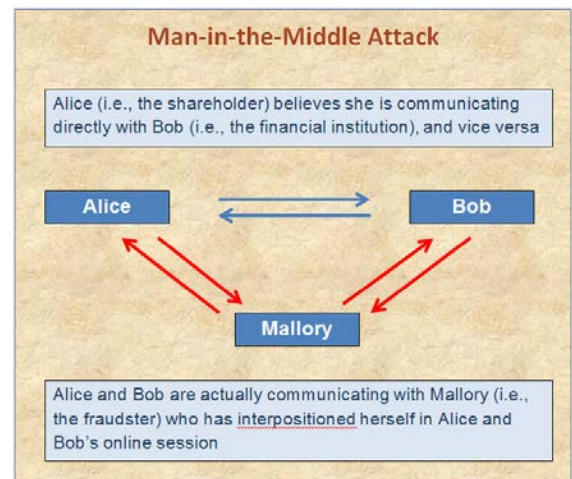 Man-in-the-Middle Attack
Alice (i.e., the shareholder) believes she is communicating
directly with Bob (i.e., the financial institution), and vice versa
Alice
Bob
Mallory
Alice and Bob are actually communicating with Mallory (i.e.,
the fraudster) who has interpositioned herself in Alice and
Bob's online session